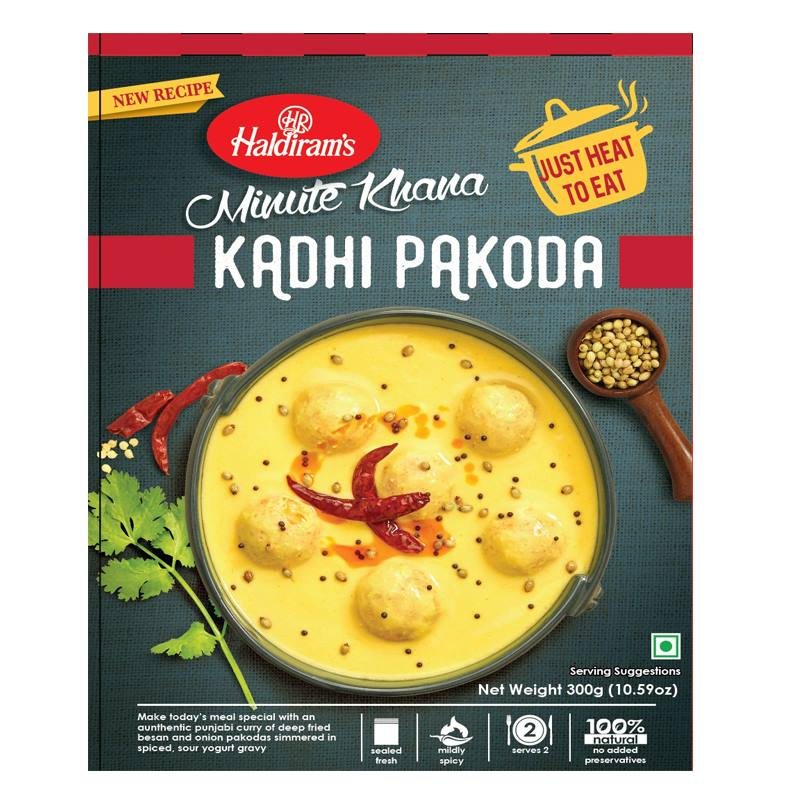 NEW RECIPE
HR
Haldiram's
Minute Khana
JUST HEAT
TO EAT
KADHI PAKODA
Serving Suggestions
Net Weight 300g (10.59oz)
Make today's meal special with an
aunthentic punjabi curry of deep fried
besan and onion pakodas simmered in
spiced, sour yogurt gravy
sealed
fresh
mildly
spicy
2
serves 2
100%
natural
no added
preservatives